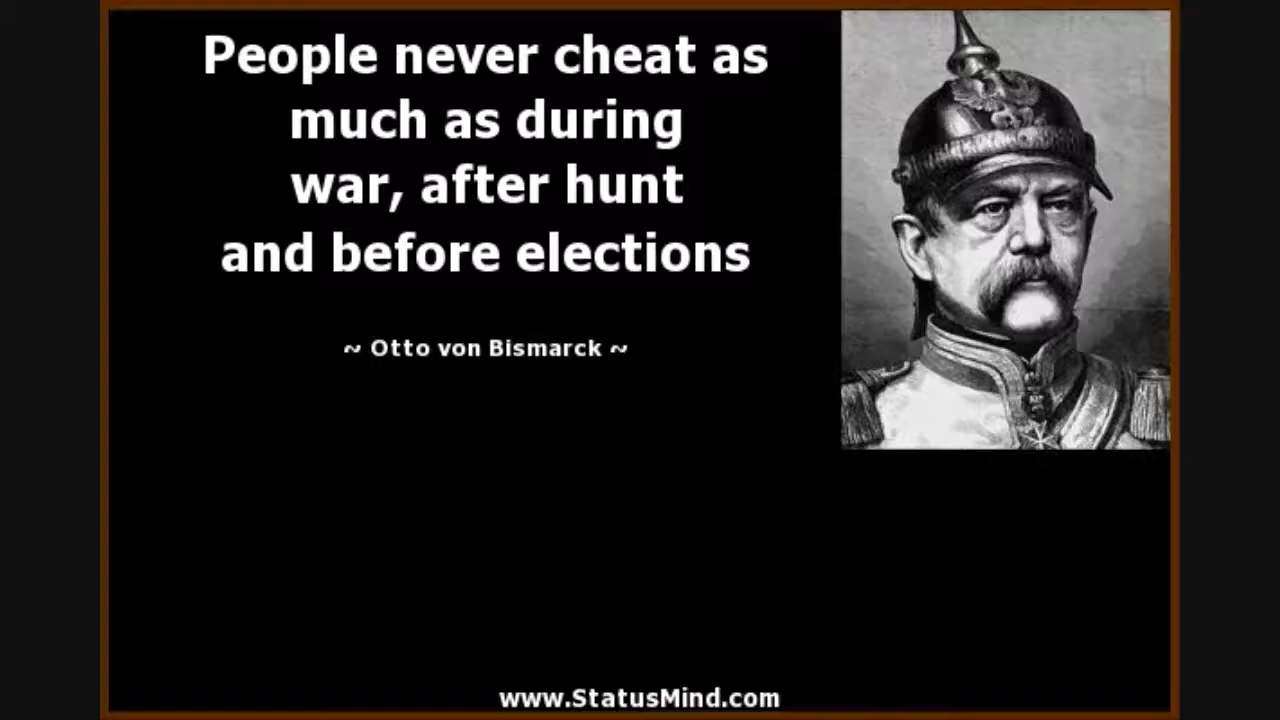 People never cheat as
much as during
war, after hunt
and before elections
~ Otto von Bismarck ~
www.StatusMind.com